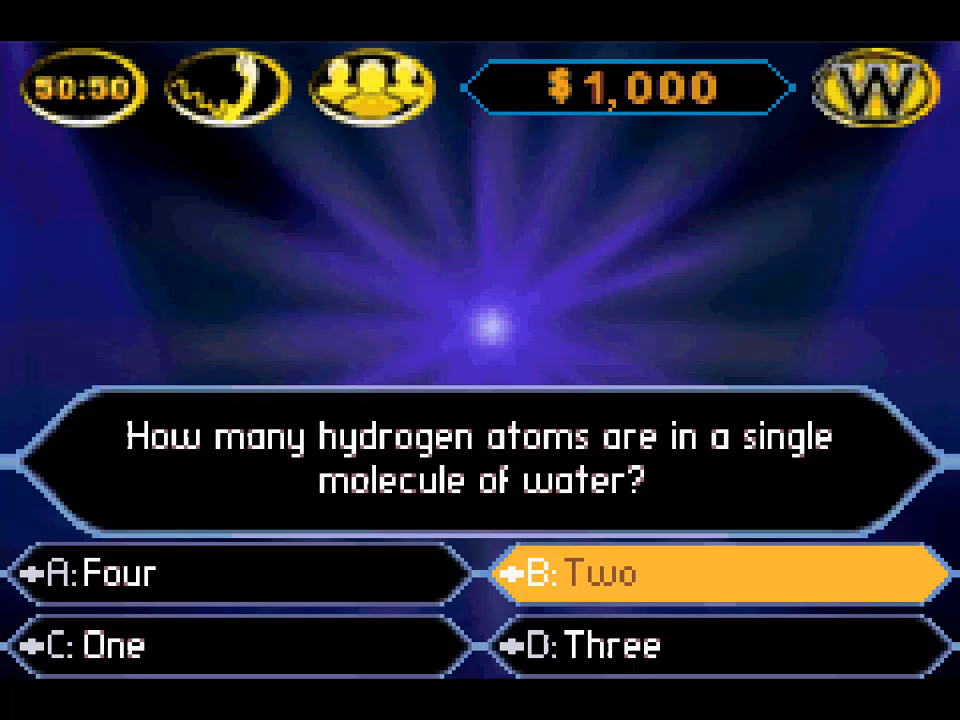 50:50
$1,000
W
How many hydrogen atoms are in a single
molecule of water?
A: Four
B: Two
C: One
D: Three